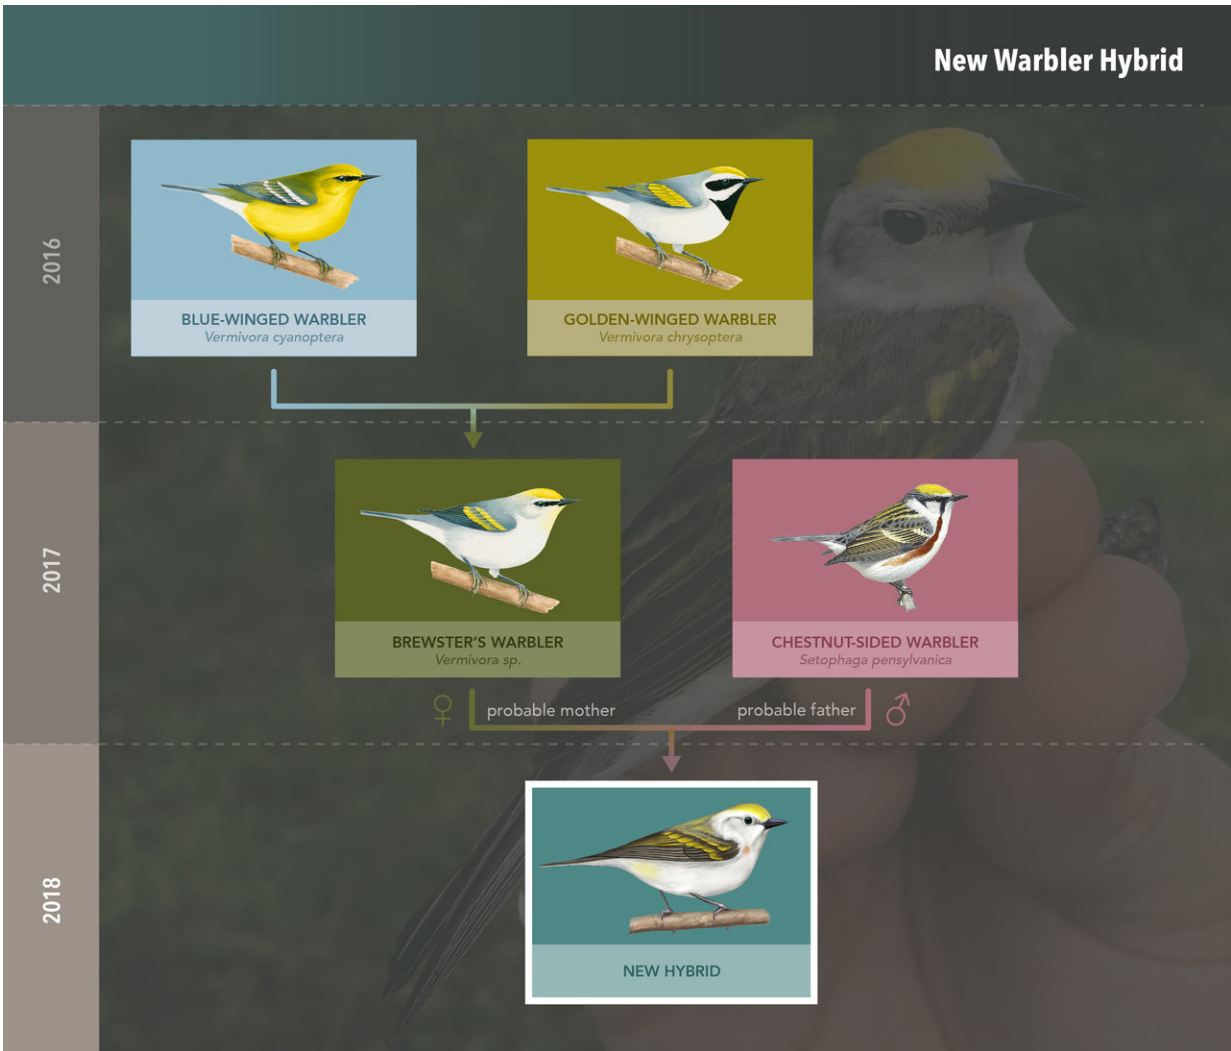 New Warbler Hybrid
2016
BLUE-WINGED WARBLER
Vermivora cyanoptera
GOLDEN-WINGED WARBLER
Vermivora chrysoptera
2017
BREWSTER'S WARBLER
Vermivora sp.
CHESTNUT-SIDED WARBLER
Setophaga pensylvanica
♀ probable mother
probable father ♂
2018
NEW HYBRID